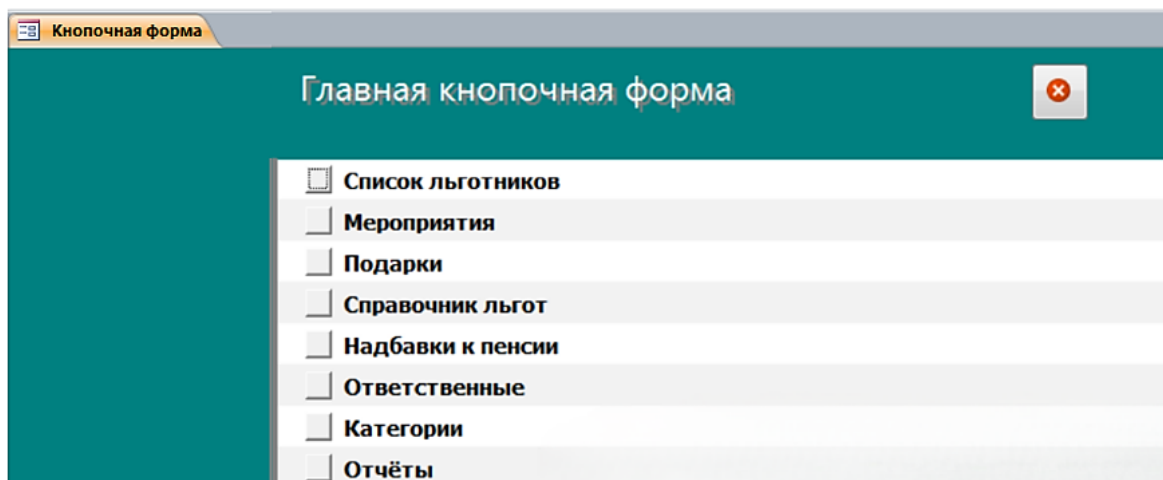 Кнопочная форма
Главная кнопочная форма
Список льготников
Мероприятия
Подарки
Справочник льгот
Надбавки к пенсии
Ответственные
Категории
Отчёты